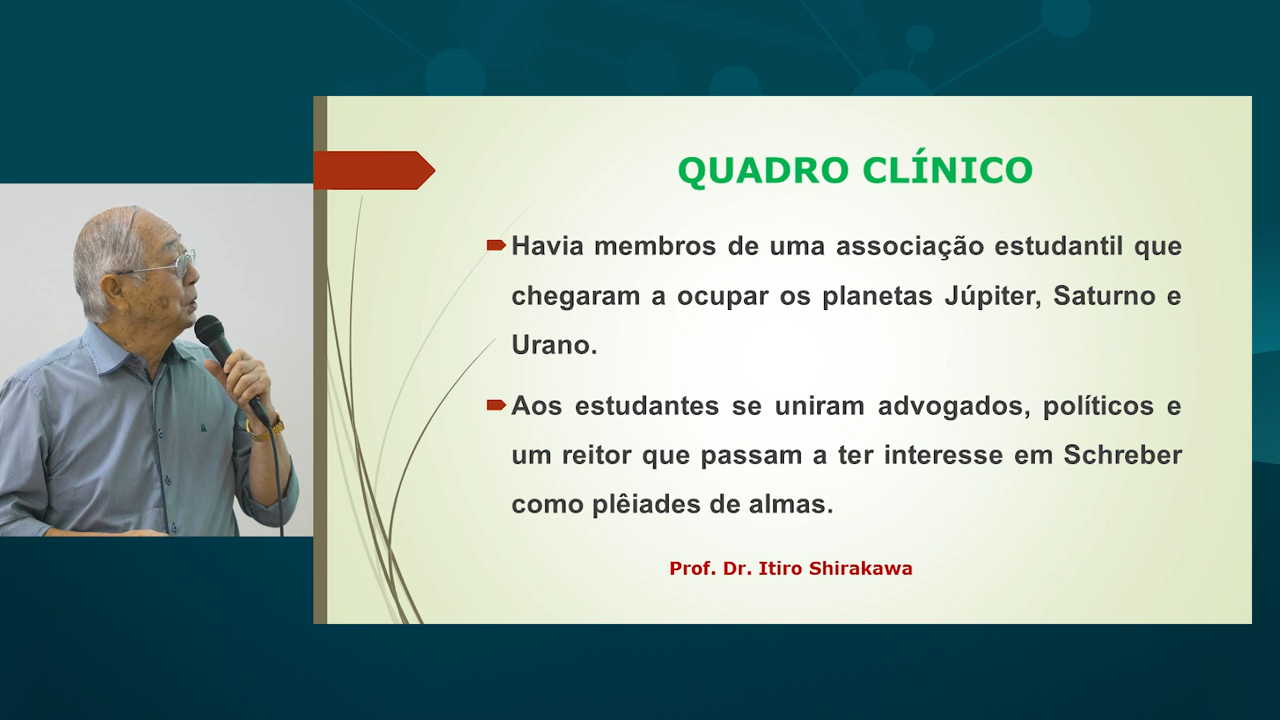 QUADRO CLÍNICO
Havia membros de uma associação estudantil que
chegaram a ocupar os planetas Júpiter, Saturno e
Urano.
Aos estudantes se uniram advogados, políticos e
um reitor que passam a ter interesse em Schreber
como plêiades de almas.
Prof. Dr. Itiro Shirakawa